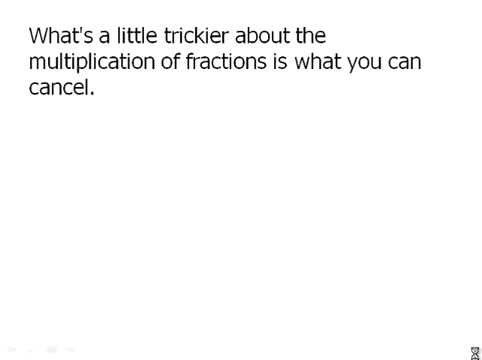 What's a little trickier about the
multiplication of fractions is what you can
cancel.